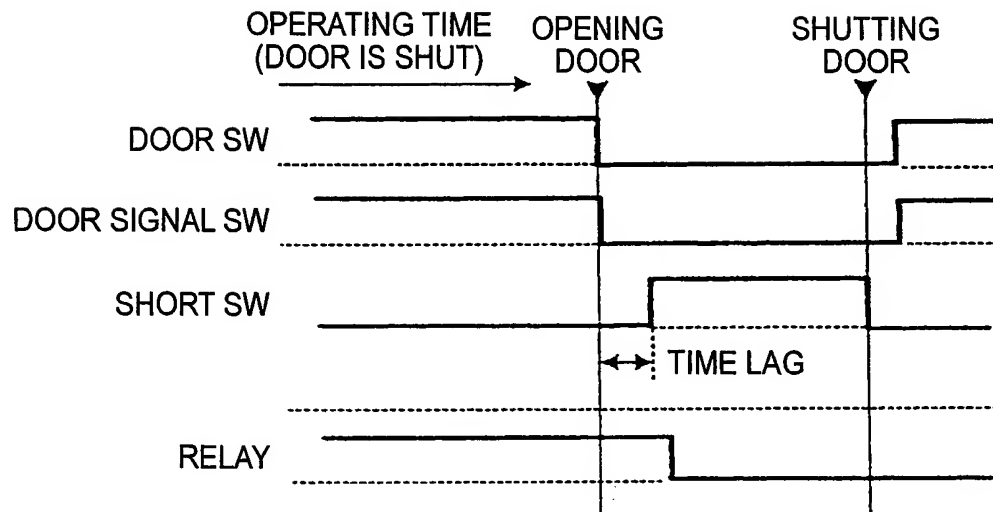 OPERATING TIME
(DOOR IS SHUT)
OPENING
DOOR
SHUTTING
DOOR
DOOR SW
DOOR SIGNAL SW
SHORT SW
TIME LAG
RELAY